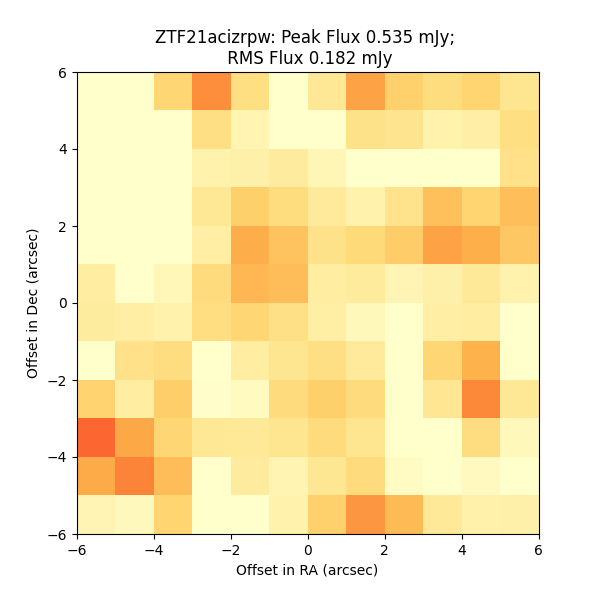 ZTF21acizrpw: Peak Flux 0.535 mJy;
RMS Flux 0.182 mJy
6
4
2
0
−2
−4
−6
Offset in Dec (arcsec)
−6 −4 −2 0 2 4 6
Offset in RA (arcsec)